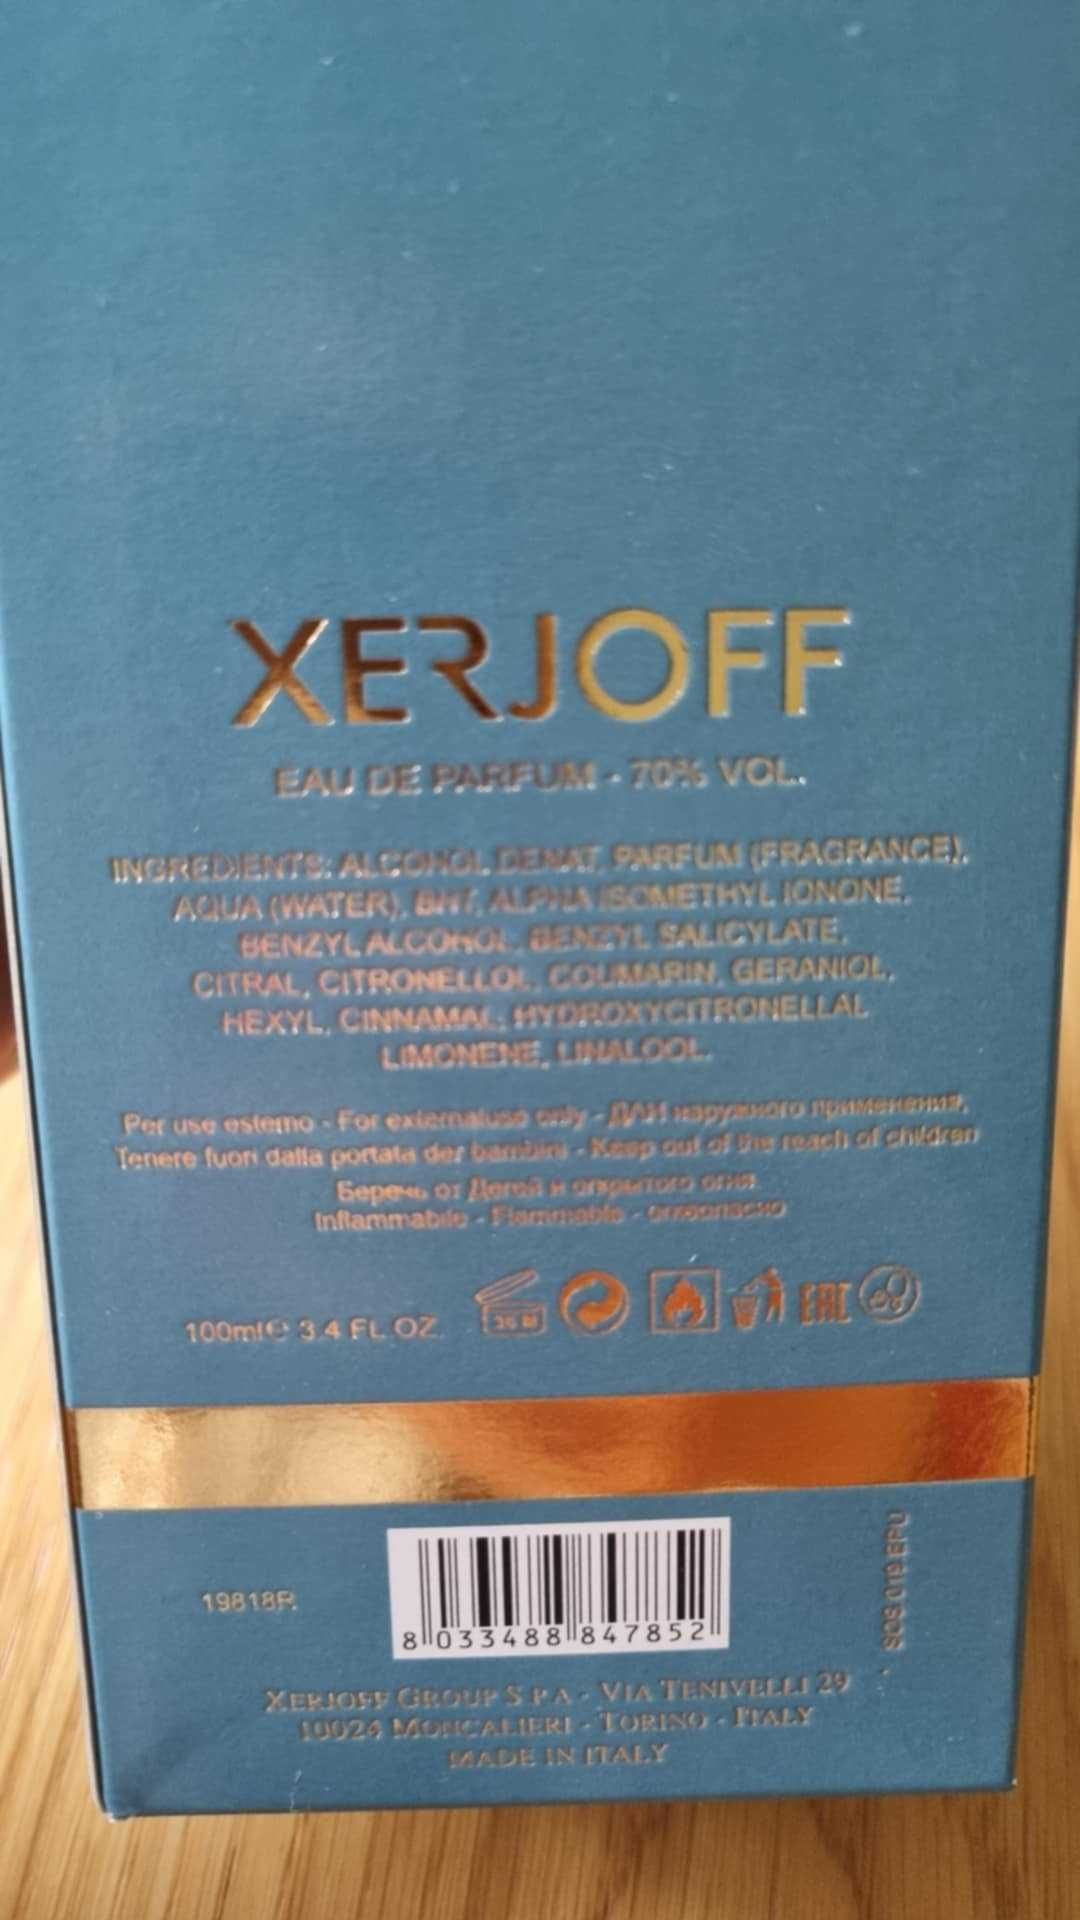 XERJOFF
EAU DE PARFUM - 70% VOL.
INGREDIENTS: ALCOHOL DENAT, PARFUM (FRAGRANCE),
AQUA (WATER), BHT, ALPHA ISOMETHYL IONONE,
BENZYL ALCOHOL, BENZYL SALICYLATE,
CITRAL, CITRONELLOL, COUMARIN, GERANIOL,
HEXYL, CINNAMAL, HYDROXYCITRONELLAL
LIMONENE, LINALOOL.
Per uso esterno - For external use only - ДЛЯ наружного применения,
Tenere fuori dalla portata dei bambini - Keep out of the reach of children
Беречь от Детей и открытого огня.
Infiammabile - Flammable - огнеопасно
100ml℮ 3.4 FL.OZ.
36 M
EAC
19818R
8 033488 847852
SOS 019 EPU
XERJOFF GROUP S P A - VIA TENIVELLI 29
10024 MONCALIERI - TORINO - ITALY
MADE IN ITALY